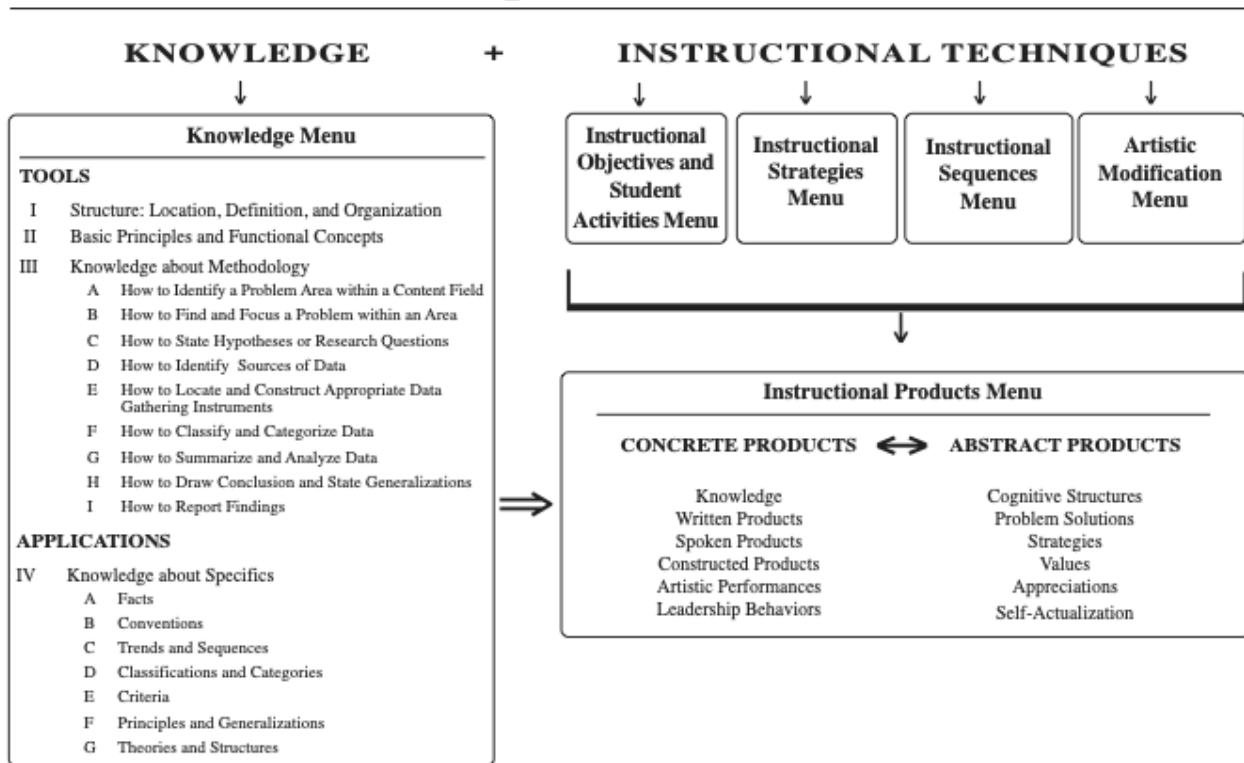 KNOWLEDGE + INSTRUCTIONAL TECHNIQUES
Knowledge Menu
TOOLS
I Structure: Location, Definition, and Organization
II Basic Principles and Functional Concepts
III Knowledge about Methodology
A How to Identify a Problem Area within a Content Field
B How to Find and Focus a Problem within an Area
C How to State Hypotheses or Research Questions
D How to Identify Sources of Data
E How to Locate and Construct Appropriate Data
Gathering Instruments
F How to Classify and Categorize Data
G How to Summarize and Analyze Data
H How to Draw Conclusion and State Generalizations
I How to Report Findings
APPLICATIONS
IV Knowledge about Specifics
A Facts
B Conventions
C Trends and Sequences
D Classifications and Categories
E Criteria
F Principles and Generalizations
G Theories and Structures
Instructional
Objectives and
Student
Activities Menu
Instructional
Strategies
Menu
Instructional
Sequences
Menu
Artistic
Modification
Menu
Instructional Products Menu
CONCRETE PRODUCTS ABSTRACT PRODUCTS
Knowledge Cognitive Structures
Written Products Problem Solutions
Spoken Products Strategies
Constructed Products Values
Artistic Performances Appreciations
Leadership Behaviors Self-Actualization